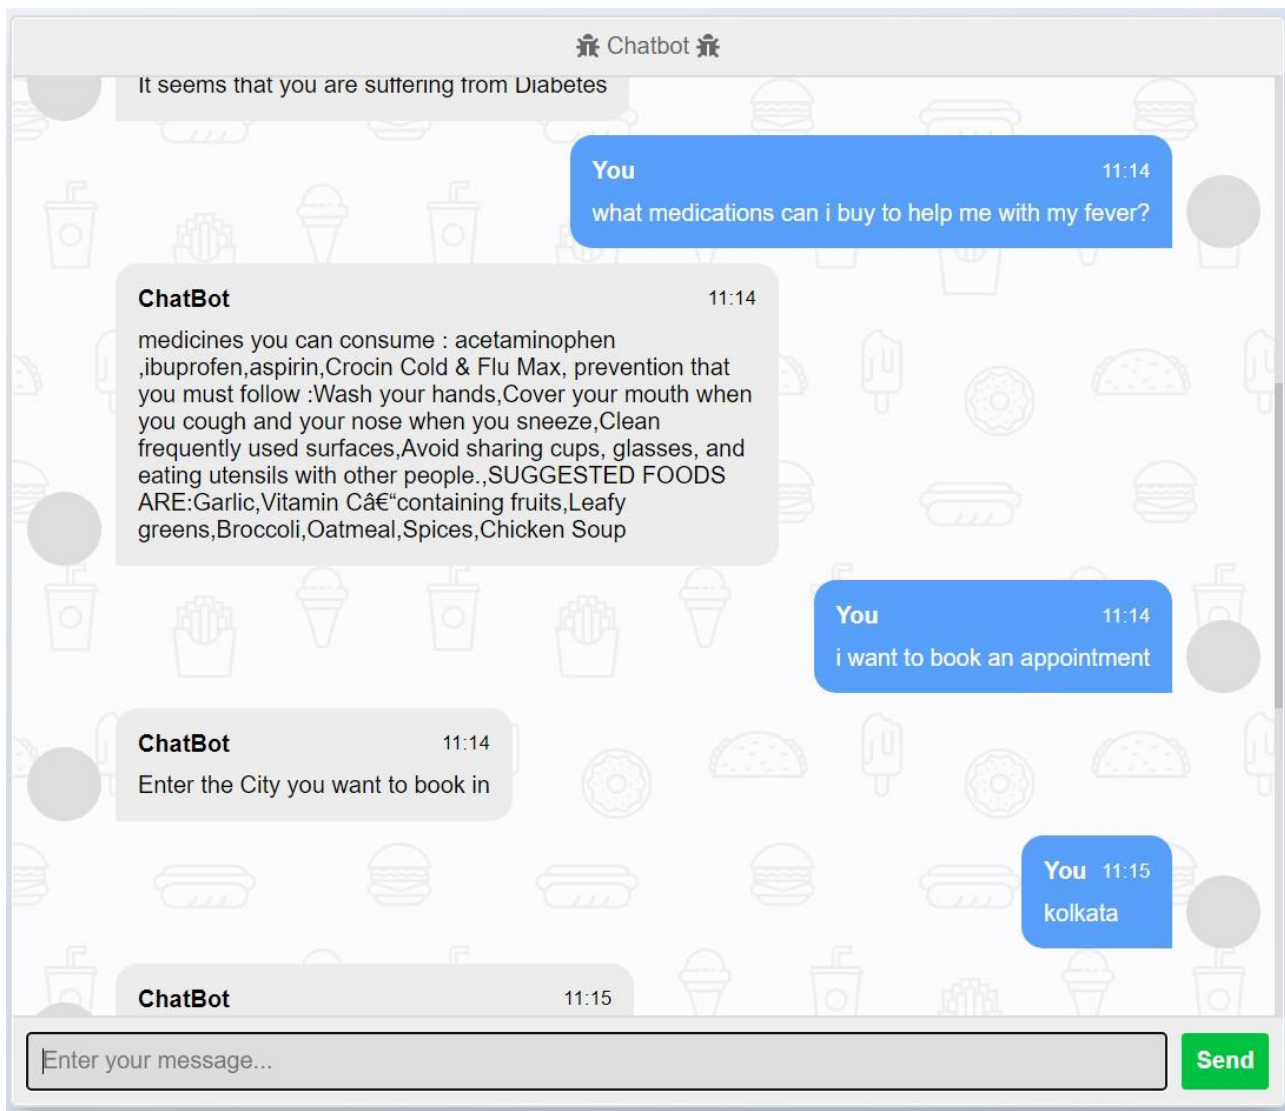 Chatbot
It seems that you are suffering from Diabetes
You 11:14
what medications can i buy to help me with my fever?
ChatBot 11:14
medicines you can consume : acetaminophen
,ibuprofen,aspirin,Crocin Cold & Flu Max, prevention that
you must follow :Wash your hands,Cover your mouth when
you cough and your nose when you sneeze,Clean
frequently used surfaces,Avoid sharing cups, glasses, and
eating utensils with other people.,SUGGESTED FOODS
ARE:Garlic,Vitamin Câ€“containing fruits,Leafy
greens,Broccoli,Oatmeal,Spices,Chicken Soup
You 11:14
i want to book an appointment
ChatBot 11:14
Enter the City you want to book in
You 11:15
kolkata
ChatBot 11:15
Enter your message...
Send